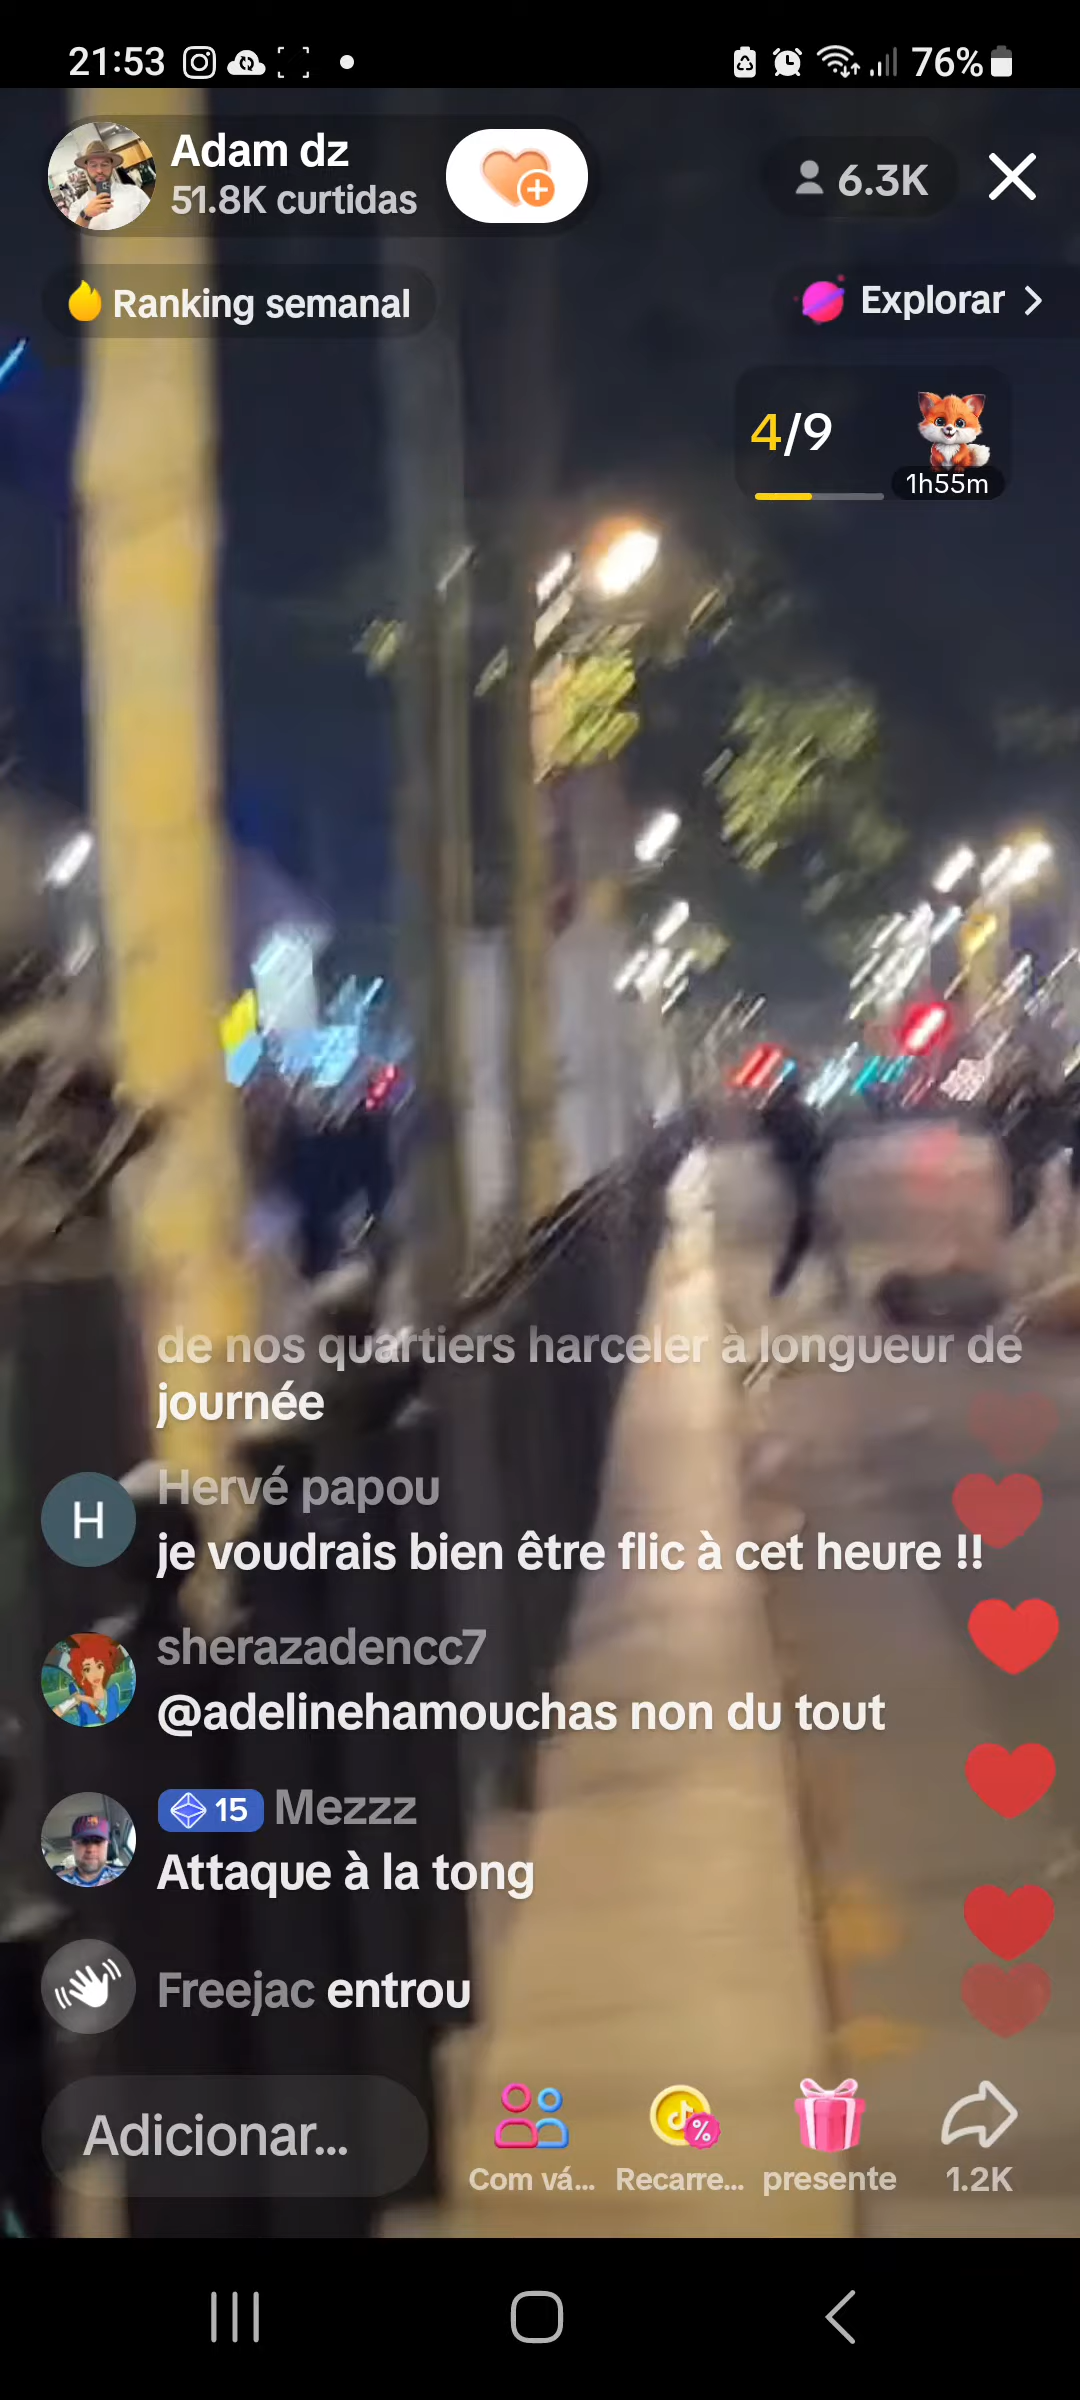 21:53
76%
Adam dz
51.8K curtidas
6.3K
Ranking semanal
Explorar
4/9
1h55m
de nos quartiers harceler à longueur de
journée
Hervé papou
H
je voudrais bien être flic à cet heure !!
sherazadencc7
@adelinehamouchas non du tout
15 Mezzz
Attaque à la tong
Freejac entrou
Adicionar...
Com vá...
Recarre...
presente
1.2K